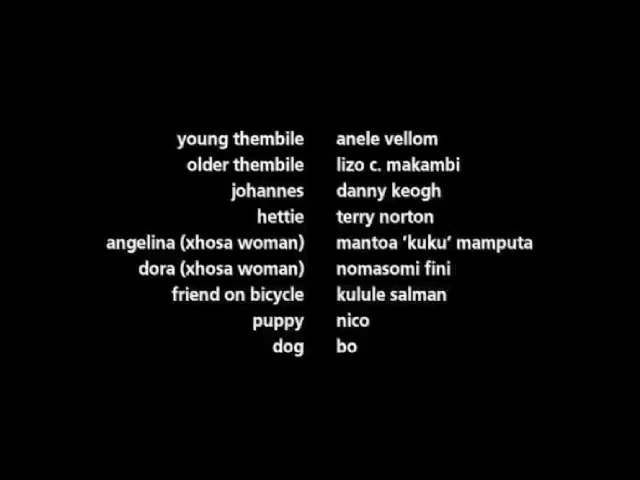 young thembile anele vellom
older thembile lizo c. makambi
johannes danny keogh
hettie terry norton
angelina (xhosa woman) mantoa 'kuku' mamputa
dora (xhosa woman) nomasomi fini
friend on bicycle kulule salman
puppy nico
dog bo